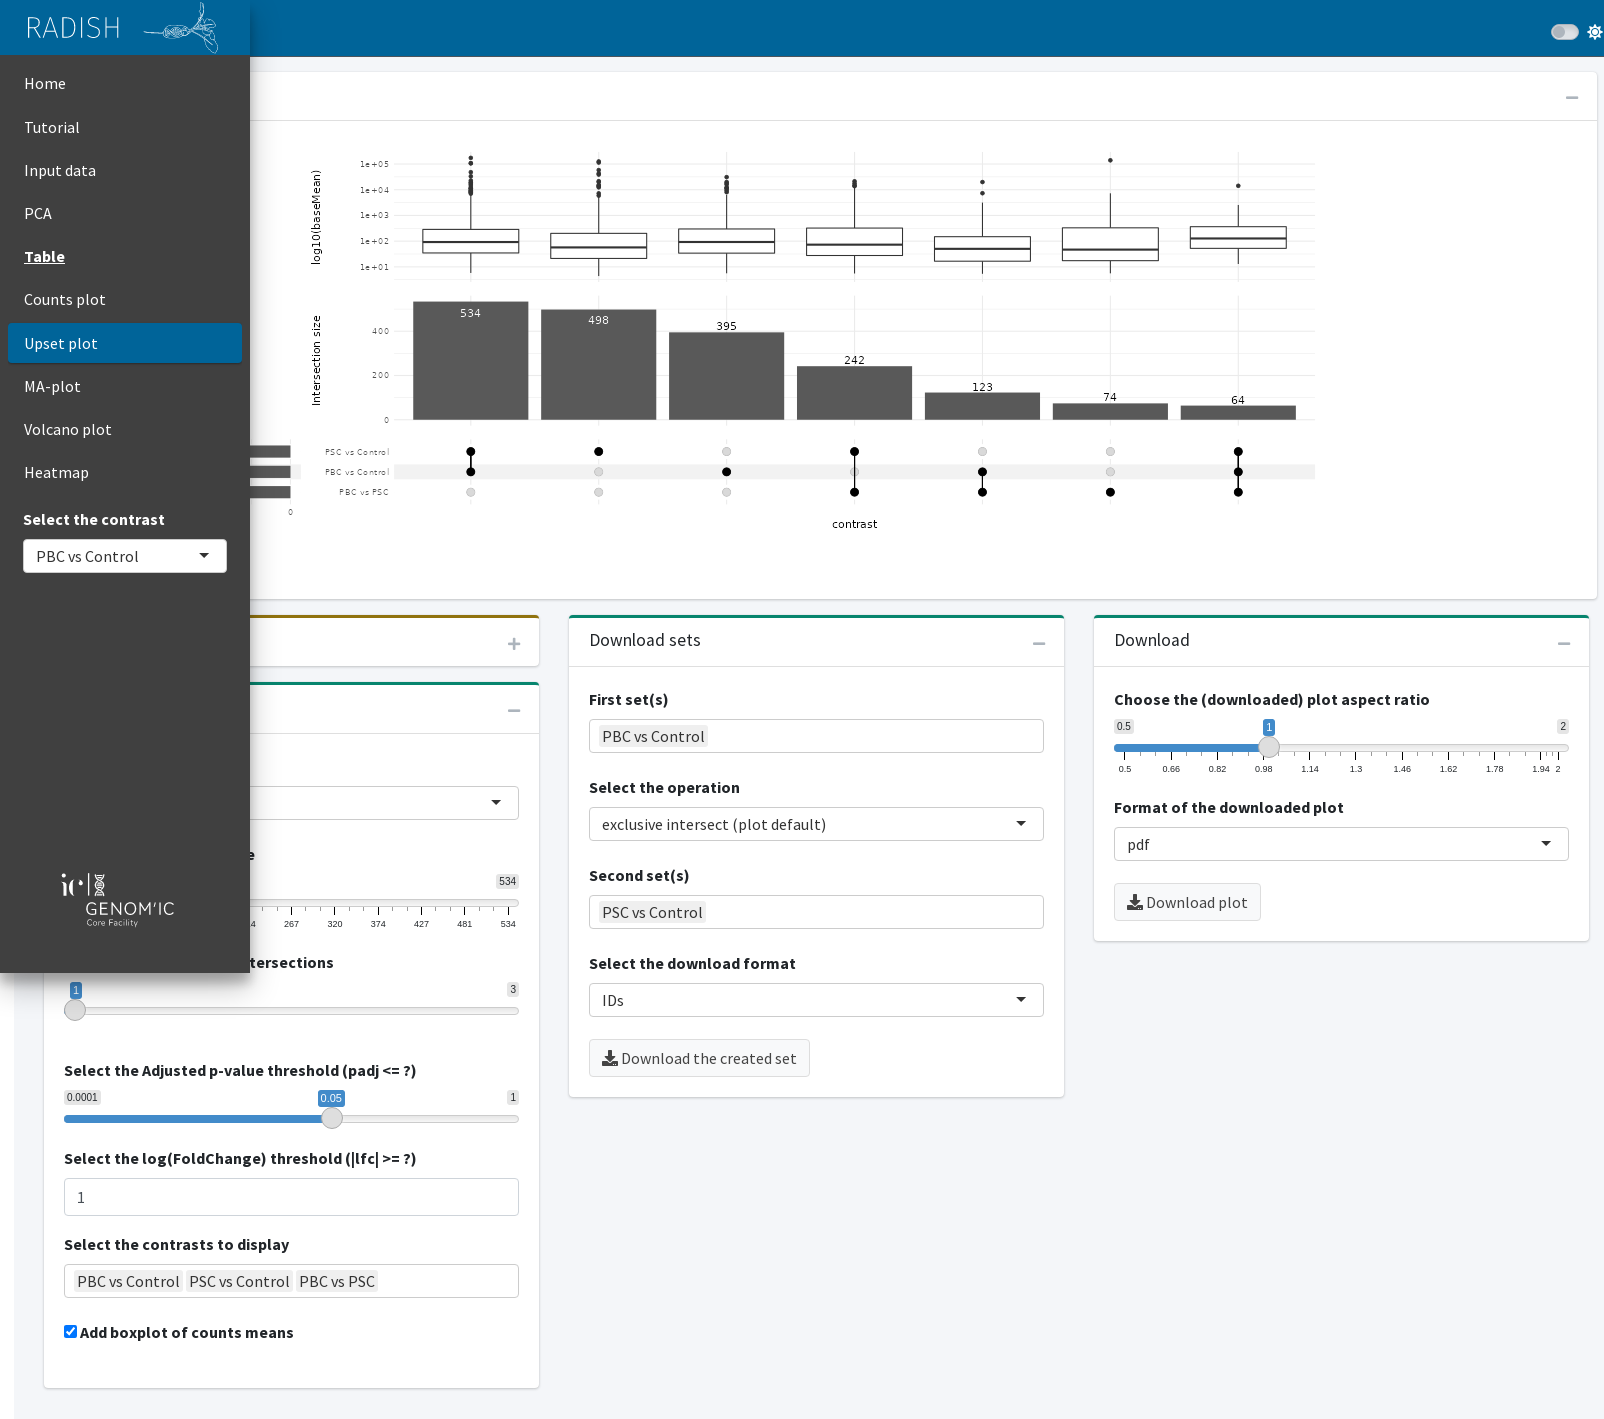 RADISH
Home
Tutorial
Input data
PCA
Table
Counts plot
Upset plot
MA-plot
Volcano plot
Heatmap
Select the contrast
PBC vs Control
GENOM'IC
Core Facility
log10(baseMean)
1e+05
1e+04
1e+03
1e+02
1e+01
Intersection size
400
200
0
534
498
395
242
123
74
64
PSC vs Control
PBC vs Control
PBC vs PSC
0
contrast
e
534
4 267 320 374 427 481 534
tersections
1 3
Select the Adjusted p-value threshold (padj <= ?)
0.0001 0.05 1
Select the log(FoldChange) threshold (|lfc| >= ?)
1
Select the contrasts to display
PBC vs Control PSC vs Control PBC vs PSC
Add boxplot of counts means
Download sets
First set(s)
PBC vs Control
Select the operation
exclusive intersect (plot default)
Second set(s)
PSC vs Control
Select the download format
IDs
Download the created set
Download
Choose the (downloaded) plot aspect ratio
0.5 1 2
0.5 0.66 0.82 0.98 1.14 1.3 1.46 1.62 1.78 1.94 2
Format of the downloaded plot
pdf
Download plot